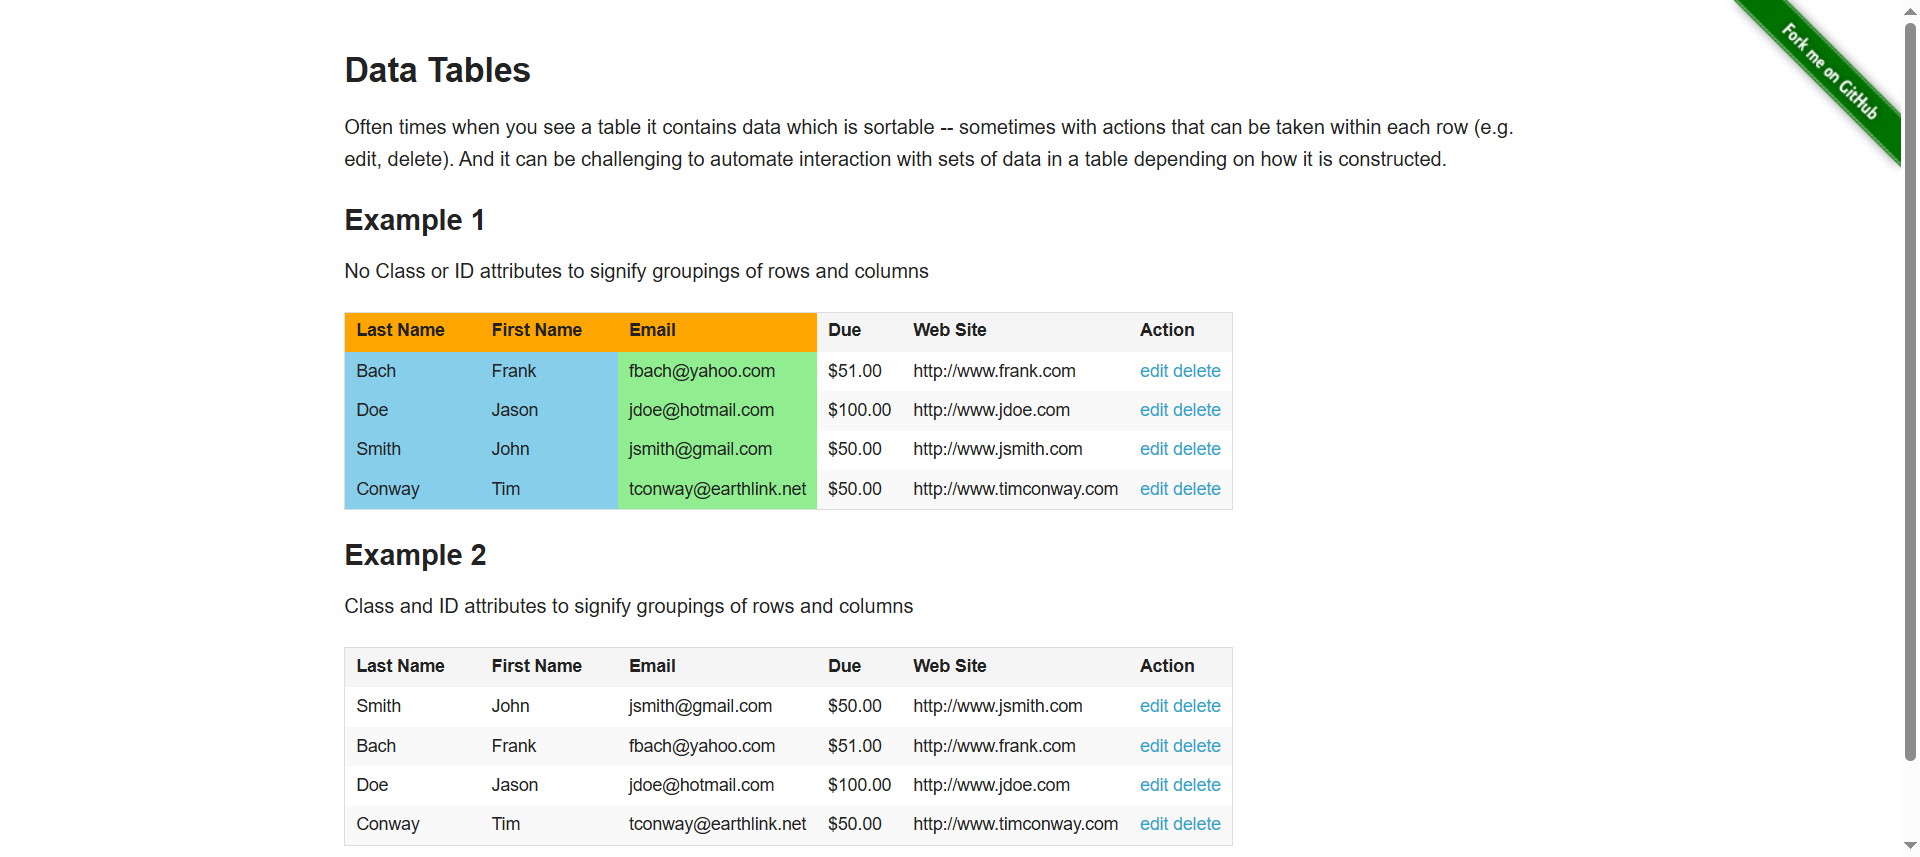 Fork me on GitHub
Data Tables
Often times when you see a table it contains data which is sortable -- sometimes with actions that can be taken within each row (e.g.
edit, delete). And it can be challenging to automate interaction with sets of data in a table depending on how it is constructed.
Example 1
No Class or ID attributes to signify groupings of rows and columns
Last Name First Name Email Due Web Site Action
Bach Frank fbach@yahoo.com $51.00 http://www.frank.com edit delete
Doe Jason jdoe@hotmail.com $100.00 http://www.jdoe.com edit delete
Smith John jsmith@gmail.com $50.00 http://www.jsmith.com edit delete
Conway Tim tconway@earthlink.net $50.00 http://www.timconway.com edit delete
Example 2
Class and ID attributes to signify groupings of rows and columns
Last Name First Name Email Due Web Site Action
Smith John jsmith@gmail.com $50.00 http://www.jsmith.com edit delete
Bach Frank fbach@yahoo.com $51.00 http://www.frank.com edit delete
Doe Jason jdoe@hotmail.com $100.00 http://www.jdoe.com edit delete
Conway Tim tconway@earthlink.net $50.00 http://www.timconway.com edit delete